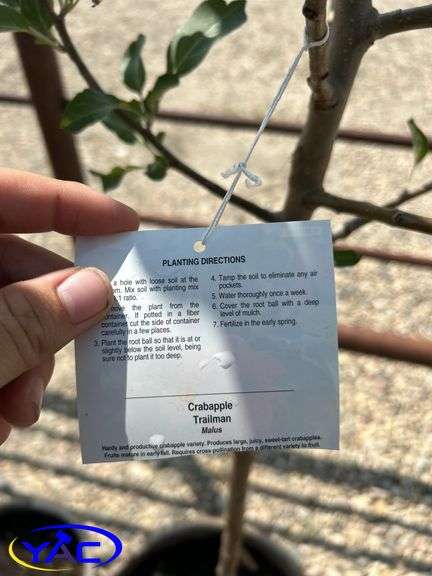 PLANTING DIRECTIONS
a hole with loose soil at the
Mix soil with planting mix
ratio.
the plant from the
If potted in a fiber
container cut the side of container
carefully in a few places.
3. Plant the root ball so that it is at or
slightly below the soil level, being
sure not to plant it too deep.
4. Tamp the soil to eliminate any air
pockets.
5. Water thoroughly once a week.
6. Cover the root ball with a deep
level of mulch.
7. Fertilize in the early spring.
Crabapple
Trailman
Malus
Hardy and productive crabapple variety. Produces large, juicy, sweet-tart crabapples.
Fruits mature in early fall. Requires cross pollination from a different variety to fruit.
YAC